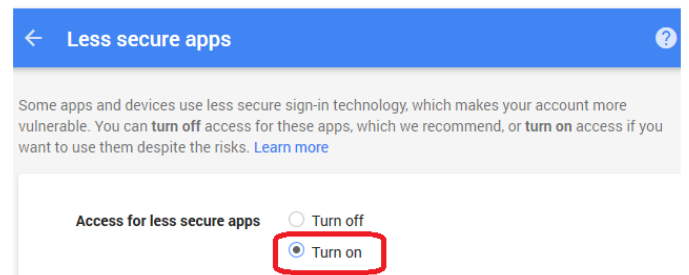 Less secure apps
Some apps and devices use less secure sign-in technology, which makes your account more
vulnerable. You can turn off access for these apps, which we recommend, or turn on access if you
want to use them despite the risks. Learn more
Access for less secure apps
Turn off
Turn on